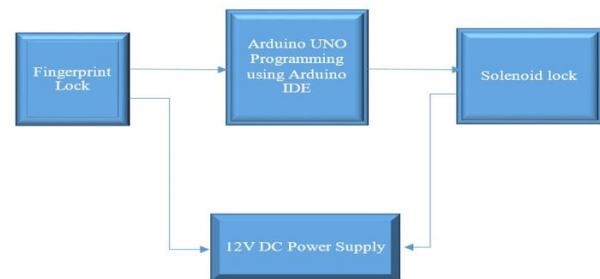 Fingerprint
Lock
Arduino UNO
Programming
using Arduino
IDE
Solenoid lock
12V DC Power Supply